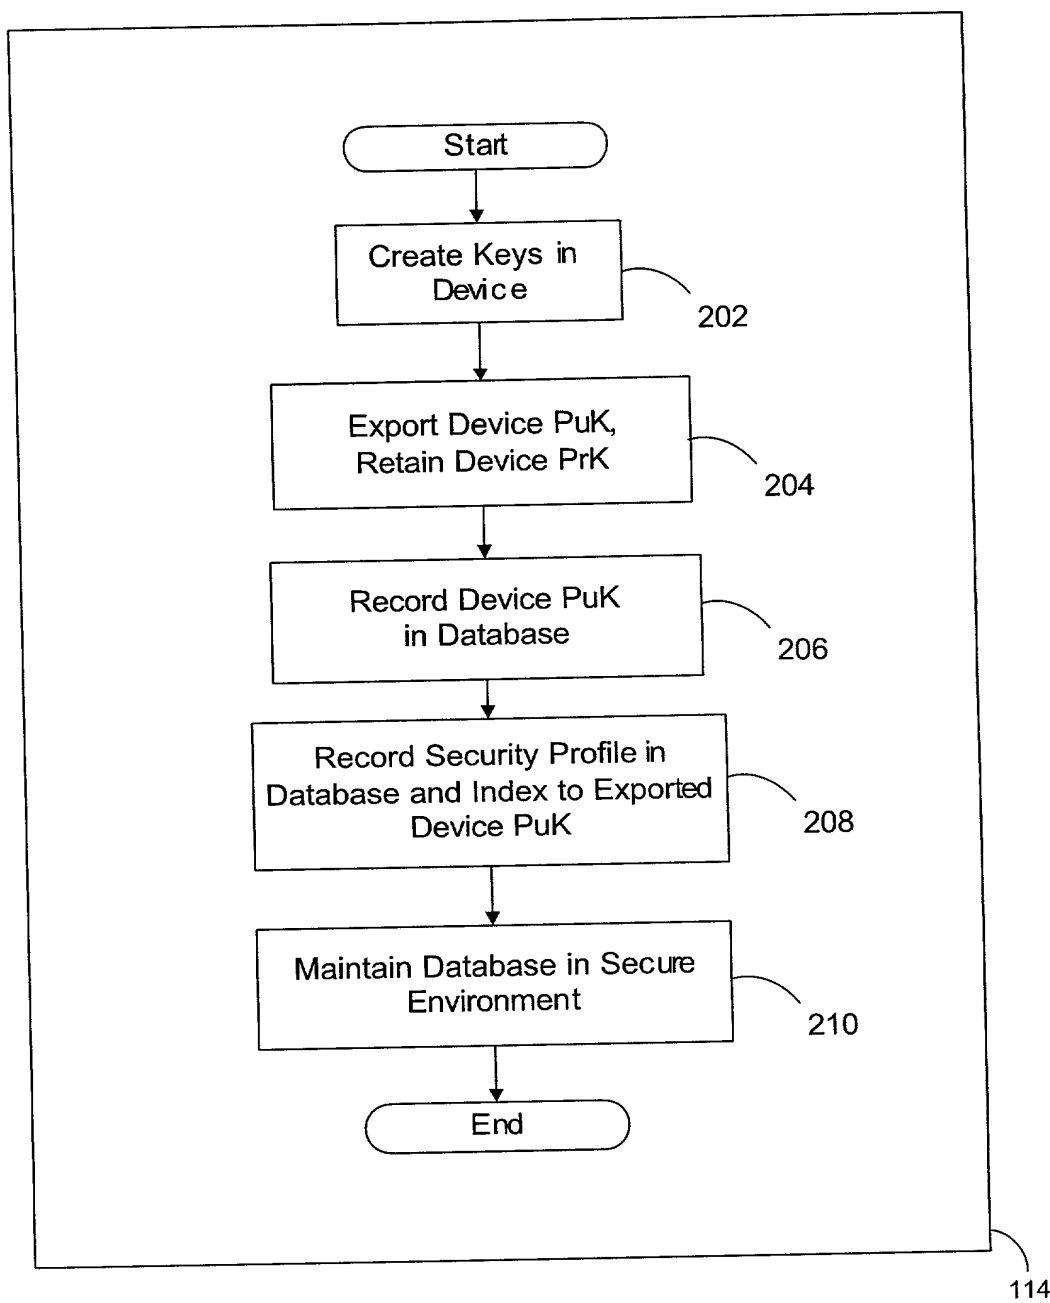 Start
Create Keys in
Device
202
Export Device PuK,
Retain Device PrK
204
Record Device PuK
in Database
206
Record Security Profile in
Database and Index to Exported
Device PuK
208
Maintain Database in Secure
Environment
210
End
114